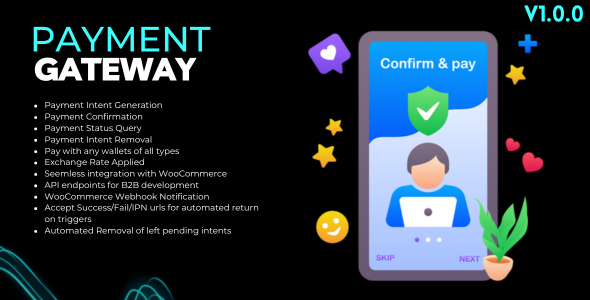 V1.0.0
PAYMENT
GATEWAY
Payment Intent Generation
Payment Confirmation
Payment Status Query
Payment Intent Removal
Pay with any wallets of all types
Exchange Rate Applied
Seemless integration with WooCommerce
API endpoints for B2B development
WooCommerce Webhook Notification
Accept Success/Fail/IPN urls for automated return
on triggers
Automated Removal of left pending intents
Confirm & pay
SKIP
NEXT